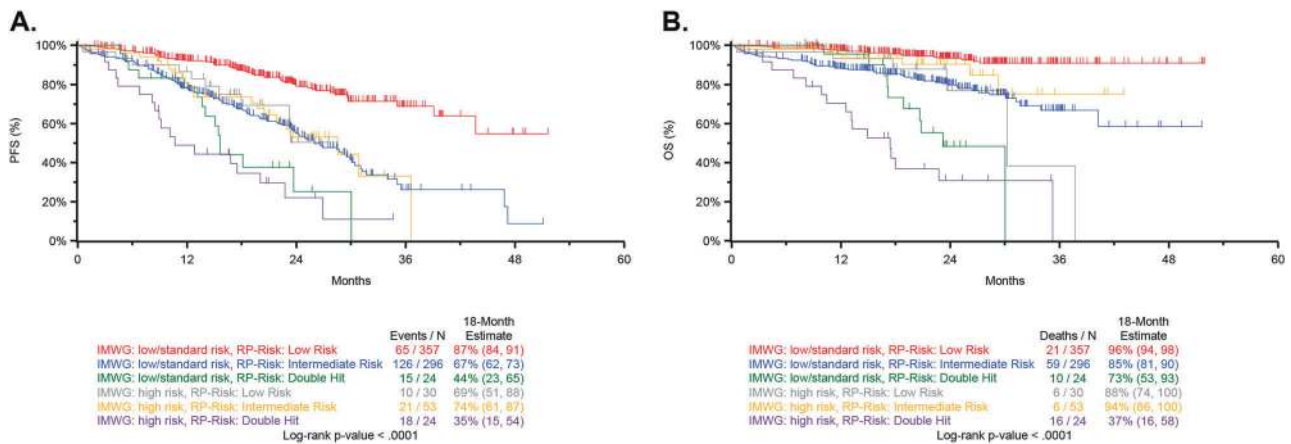 A.
100%
80%
60%
40%
20%
0%
PFS (%)
0
12
24
36
48
60
Months
Events / N
18-Month
Estimate
IMWG: low/standard risk, RP-Risk: Low Risk 65 / 357 87% (84, 91)
IMWG: low/standard risk, RP-Risk: Intermediate Risk 126 / 296 67% (62, 73)
IMWG: low/standard risk, RP-Risk: Double Hit 15 / 24 44% (23, 65)
IMWG: high risk, RP-Risk: Low Risk 10 / 30 69% (51, 88)
IMWG: high risk, RP-Risk: Intermediate Risk 21 / 53 74% (61, 87)
IMWG: high risk, RP-Risk: Double Hit 18 / 24 35% (15, 54)
Log-rank p-value < .0001
B.
100%
80%
60%
40%
20%
0%
OS (%)
0
12
24
36
48
60
Months
Deaths / N
18-Month
Estimate
IMWG: low/standard risk, RP-Risk: Low Risk 21 / 357 96% (94, 98)
IMWG: low/standard risk, RP-Risk: Intermediate Risk 59 / 296 85% (81, 90)
IMWG: low/standard risk, RP-Risk: Double Hit 10 / 24 73% (53, 93)
IMWG: high risk, RP-Risk: Low Risk 6 / 30 88% (74, 100)
IMWG: high risk, RP-Risk: Intermediate Risk 6 / 53 94% (86, 100)
IMWG: high risk, RP-Risk: Double Hit 16 / 24 37% (16, 58)
Log-rank p-value < .0001